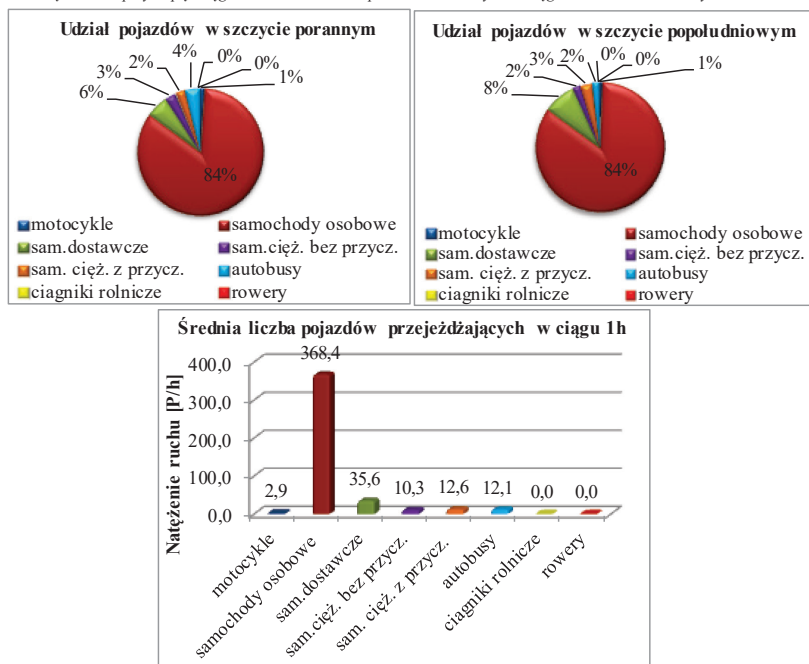 Udział pojazdów w szczycie porannym
4%
0%
2%
0%
3%
1%
6%
84%
motocykle
samochody osobowe
sam.dostawcze
sam.cięż. bez przycz.
sam. cięż. z przycz.
autobusy
ciagniki rolnicze
rowery
Udział pojazdów w szczycie popołudniowym
3%
2%
0%
0%
1%
2%
8%
84%
motocykle
samochody osobowe
sam.dostawcze
sam.cięż. bez przycz.
sam. cięż. z przycz.
autobusy
ciagniki rolnicze
rowery
Średnia liczba pojazdów przejeżdżających w ciągu 1h
Natężenie ruchu [P/h]
400,0
300,0
200,0
100,0
0,0
2,9
368,4
35,6
10,3
12,6
12,1
0,0
0,0
motocykle
samochody osobowe
sam.dostawcze
sam.cięż. bez przycz.
sam. cięż. z przycz.
autobusy
ciagniki rolnicze
rowery